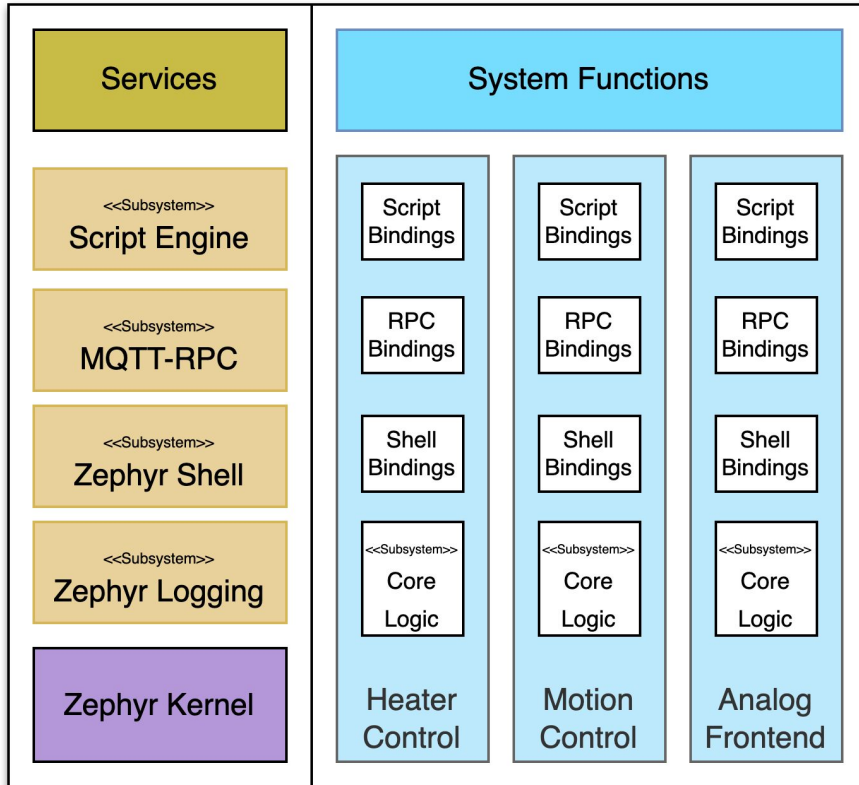 Services
<<Subsystem>>
Script Engine
<<Subsystem>>
MQTT-RPC
<<Subsystem>>
Zephyr Shell
<<Subsystem>>
Zephyr Logging
Zephyr Kernel
System Functions
Script
Bindings
RPC
Bindings
Shell
Bindings
<<Subsystem>>
Core
Logic
Heater
Control
Script
Bindings
RPC
Bindings
Shell
Bindings
<<Subsystem>>
Core
Logic
Motion
Control
Script
Bindings
RPC
Bindings
Shell
Bindings
<<Subsystem>>
Core
Logic
Analog
Frontend